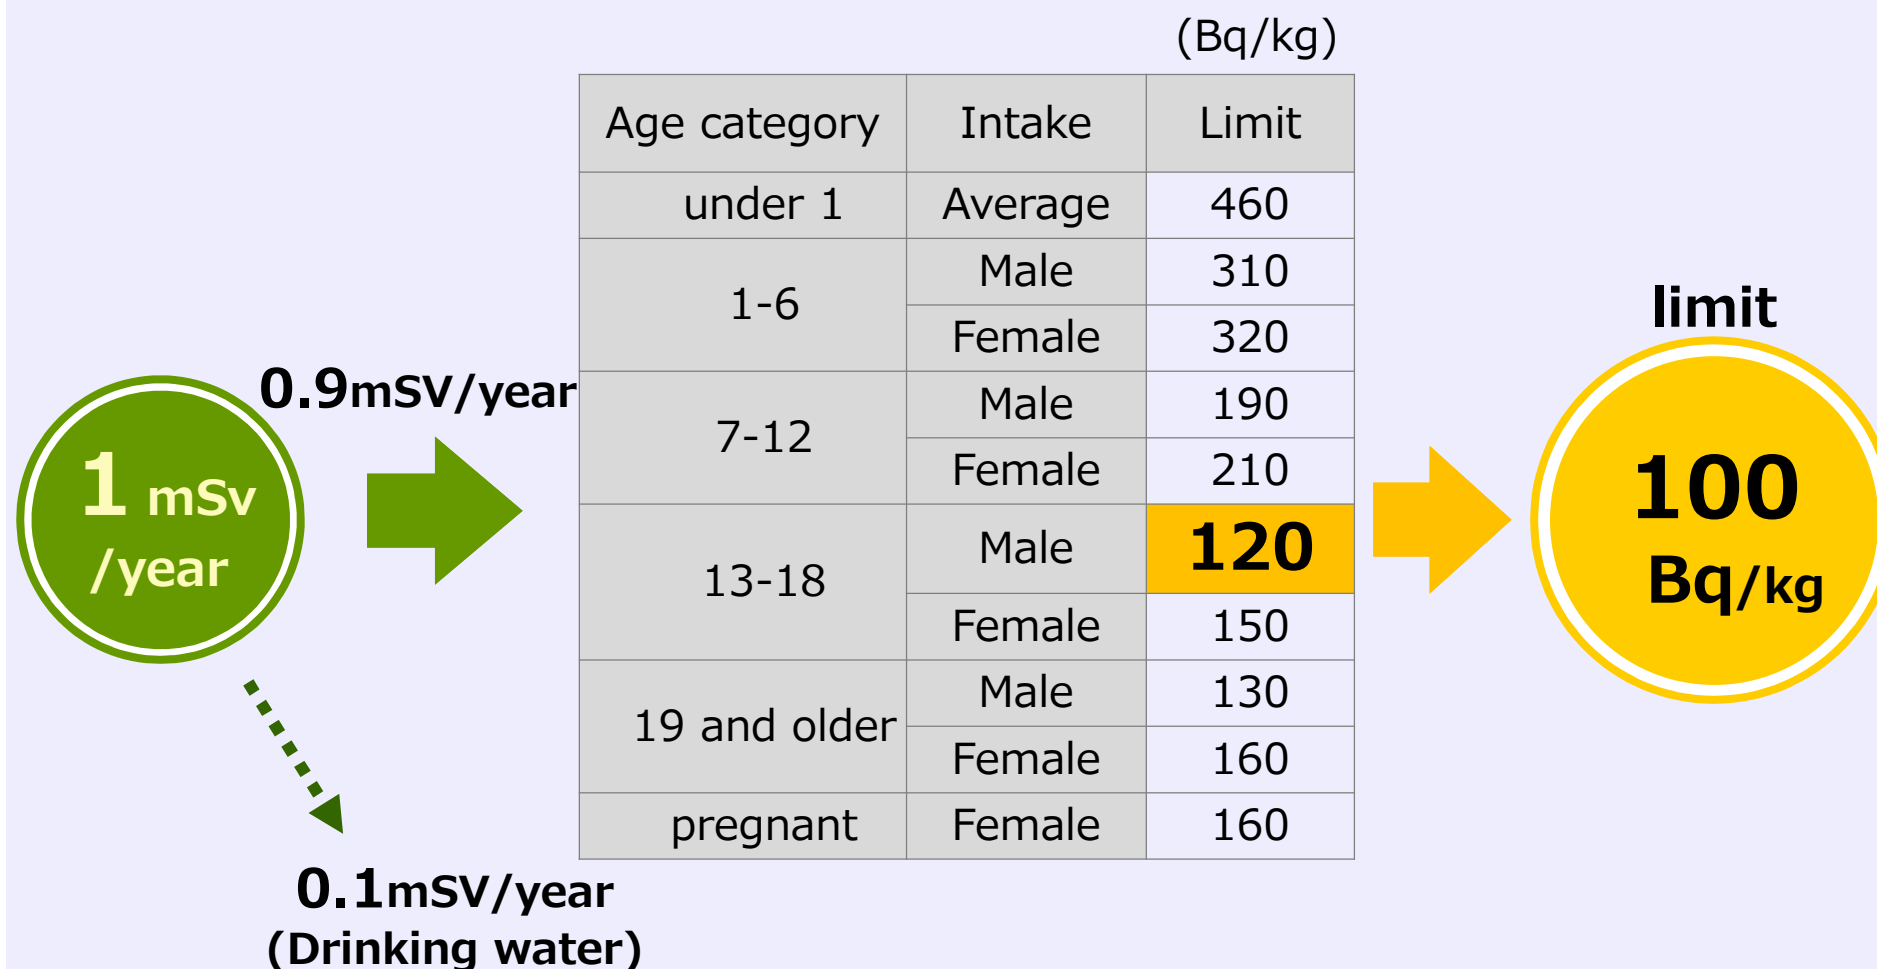 (Bq/kg)
Age category Intake Limit
under 1 Average 460
1-6 Male 310
Female 320
7-12 Male 190
Female 210
13-18 Male 120
Female 150
19 and older Male 130
Female 160
pregnant Female 160
1 mSv
/year
0.9mSV/year
0.1mSV/year
(Drinking water)
limit
100
Bq/kg